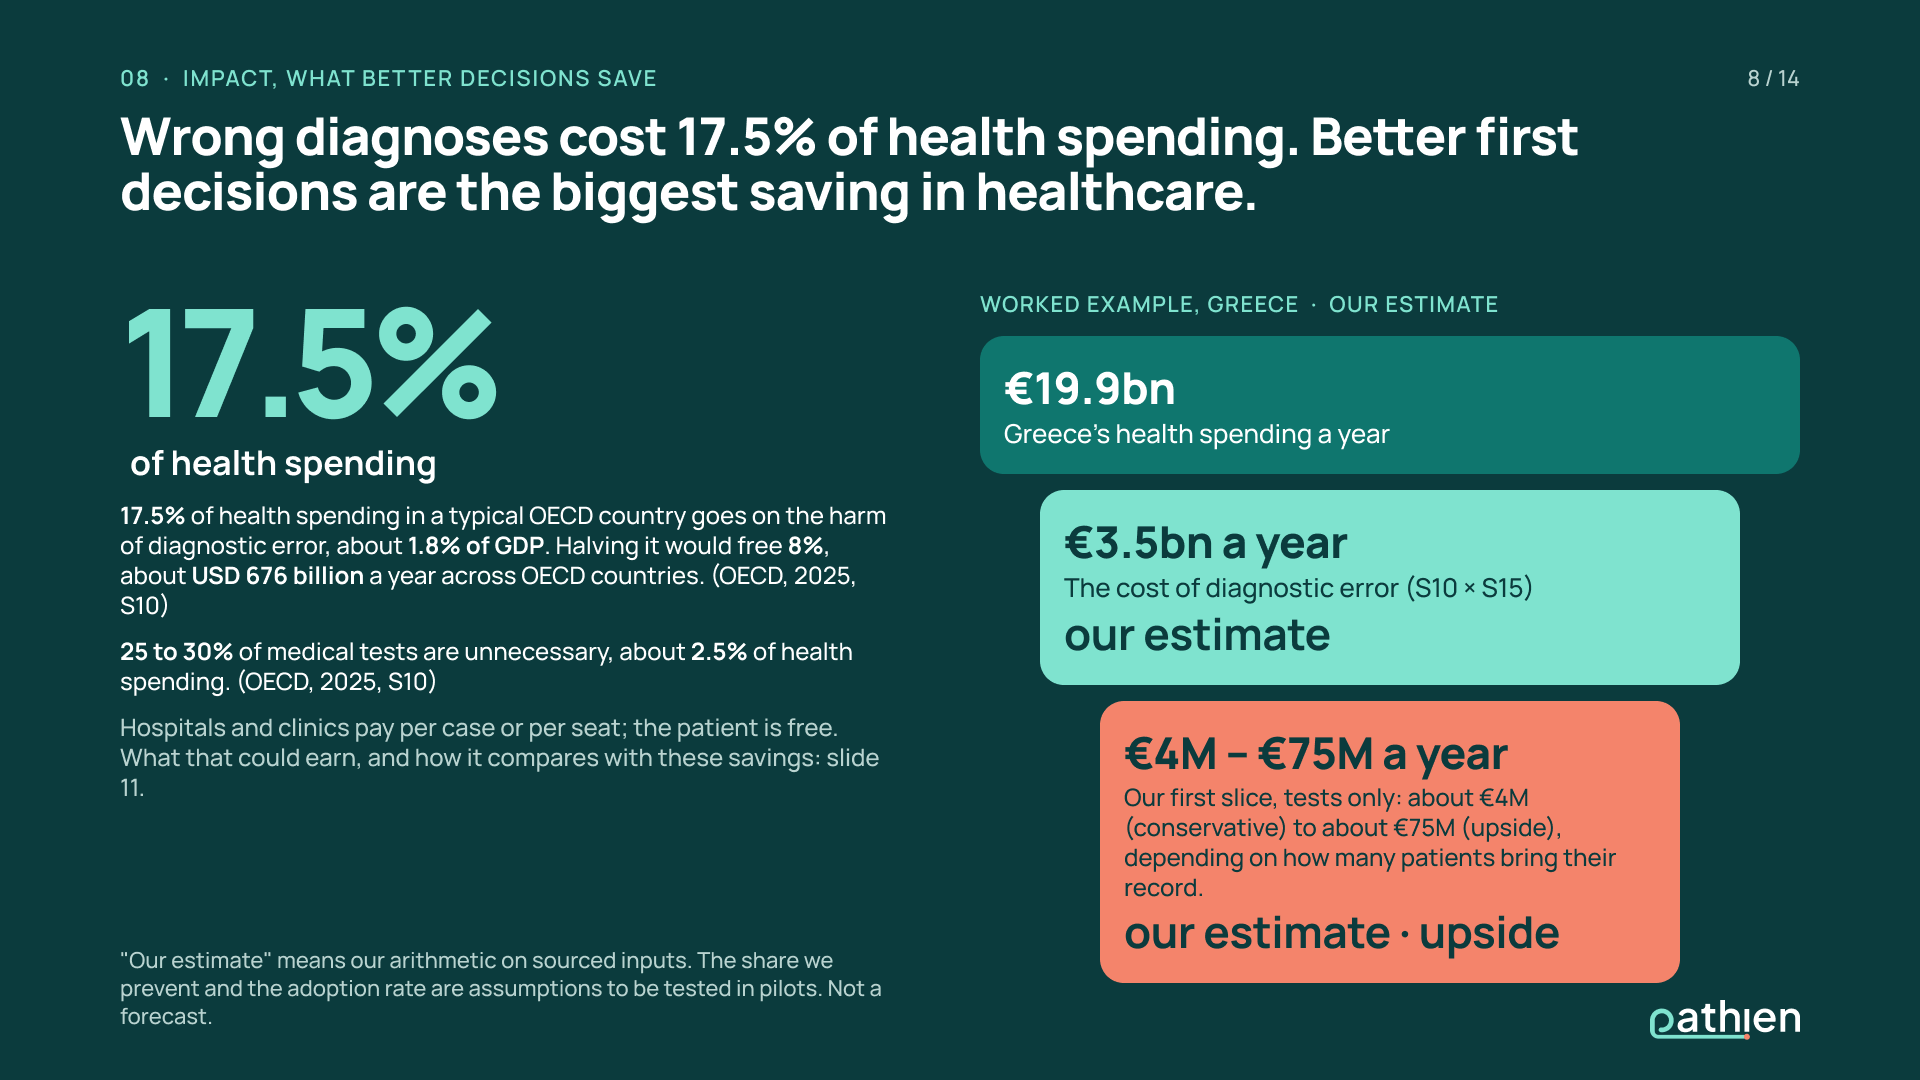 08 · IMPACT, WHAT BETTER DECISIONS SAVE
8 / 14
Wrong diagnoses cost 17.5% of health spending. Better first
decisions are the biggest saving in healthcare.
17.5%
of health spending
17.5% of health spending in a typical OECD country goes on the harm
of diagnostic error, about 1.8% of GDP. Halving it would free 8%,
about USD 676 billion a year across OECD countries. (OECD, 2025,
S10)
25 to 30% of medical tests are unnecessary, about 2.5% of health
spending. (OECD, 2025, S10)
Hospitals and clinics pay per case or per seat; the patient is free.
What that could earn, and how it compares with these savings: slide
11.
"Our estimate" means our arithmetic on sourced inputs. The share we
prevent and the adoption rate are assumptions to be tested in pilots. Not a
forecast.
WORKED EXAMPLE, GREECE · OUR ESTIMATE
€19.9bn
Greece's health spending a year
€3.5bn a year
The cost of diagnostic error (S10 × S15)
our estimate
€4M – €75M a year
Our first slice, tests only: about €4M
(conservative) to about €75M (upside),
depending on how many patients bring their
record.
our estimate · upside
pathien